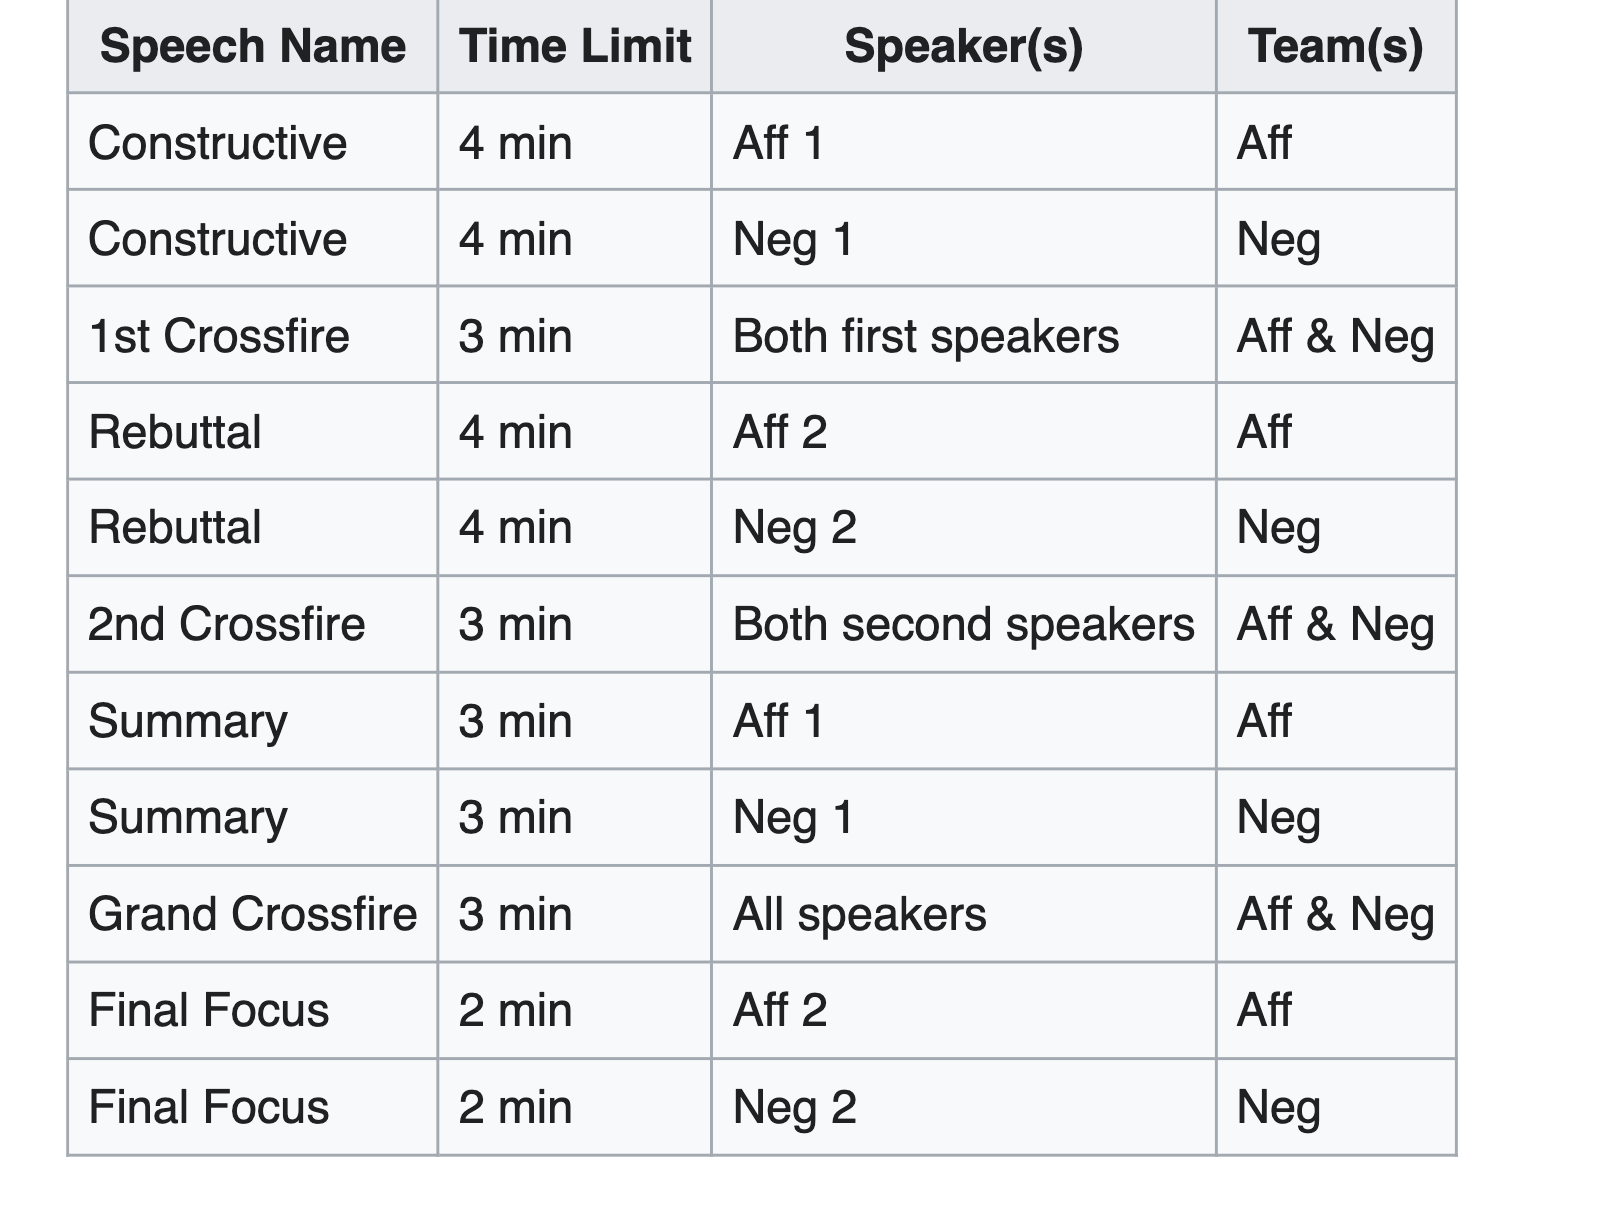 Speech Name Time Limit Speaker(s) Team(s)
Constructive 4 min Aff 1 Aff
Constructive 4 min Neg 1 Neg
1st Crossfire 3 min Both first speakers Aff & Neg
Rebuttal 4 min Aff 2 Aff
Rebuttal 4 min Neg 2 Neg
2nd Crossfire 3 min Both second speakers Aff & Neg
Summary 3 min Aff 1 Aff
Summary 3 min Neg 1 Neg
Grand Crossfire 3 min All speakers Aff & Neg
Final Focus 2 min Aff 2 Aff
Final Focus 2 min Neg 2 Neg